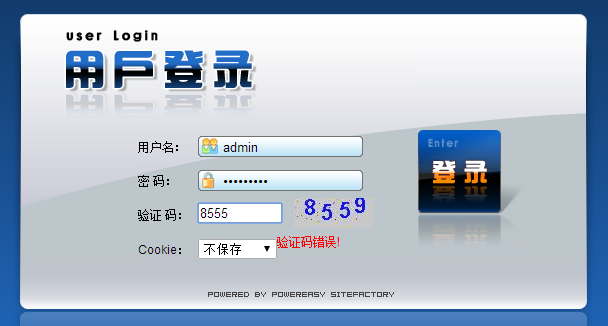 user Login
用戶登录
用户名： admin
Enter
登录
密 码： •••••••••
验证 码： 8555 8559
Cookie： 不保存 验证码错误!
POWERED BY POWEREASY SITEFACTORY